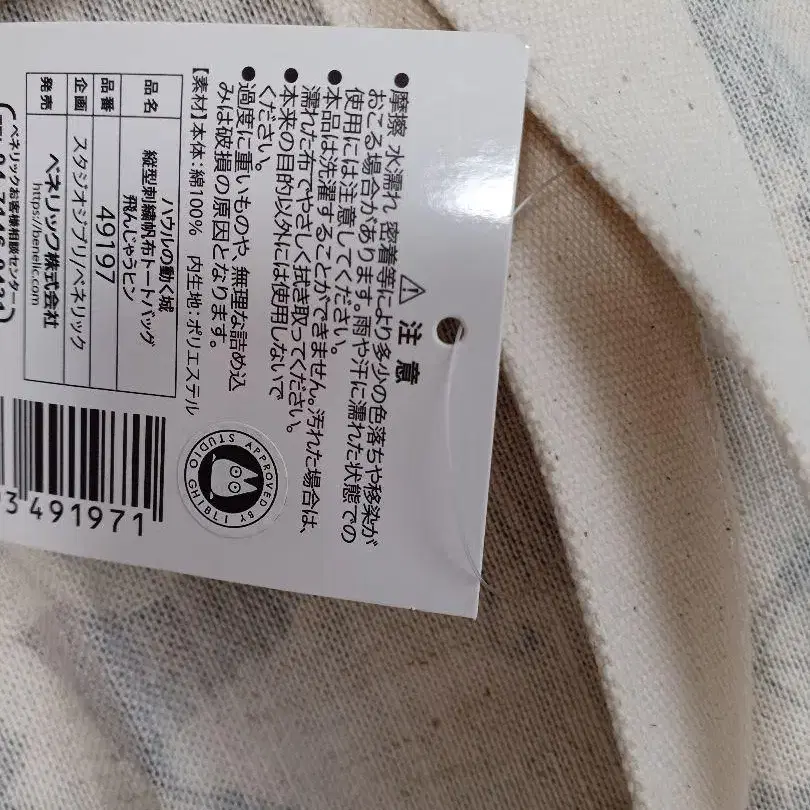 ⚠注 意
●摩擦 水濡れ 密着等により多少の色落ちや移染が
おこる場合があります。雨や汗に濡れた状態での
使用には注意してください。
●本品は洗濯することができません。汚れた場合は、
濡れた布でやさしく拭き取ってください。
●本来の目的以外には使用しないで
ください。
●過度に重いものや、無理な詰め込
みは破損の原因となります。
【素材】本体:綿100% 内生地:ポリエステル
品名 ハウルの動く城
縦型刺繍帆布トートバッグ
飛んじゃうヒン
品番 49197
企画 スタジオジブリ/ベネリック
発売 ベネリック株式会社
https://benelic.com
ベネリックお客様相談センター
APPROVED BY STUDIO GHIBLI
3 491971